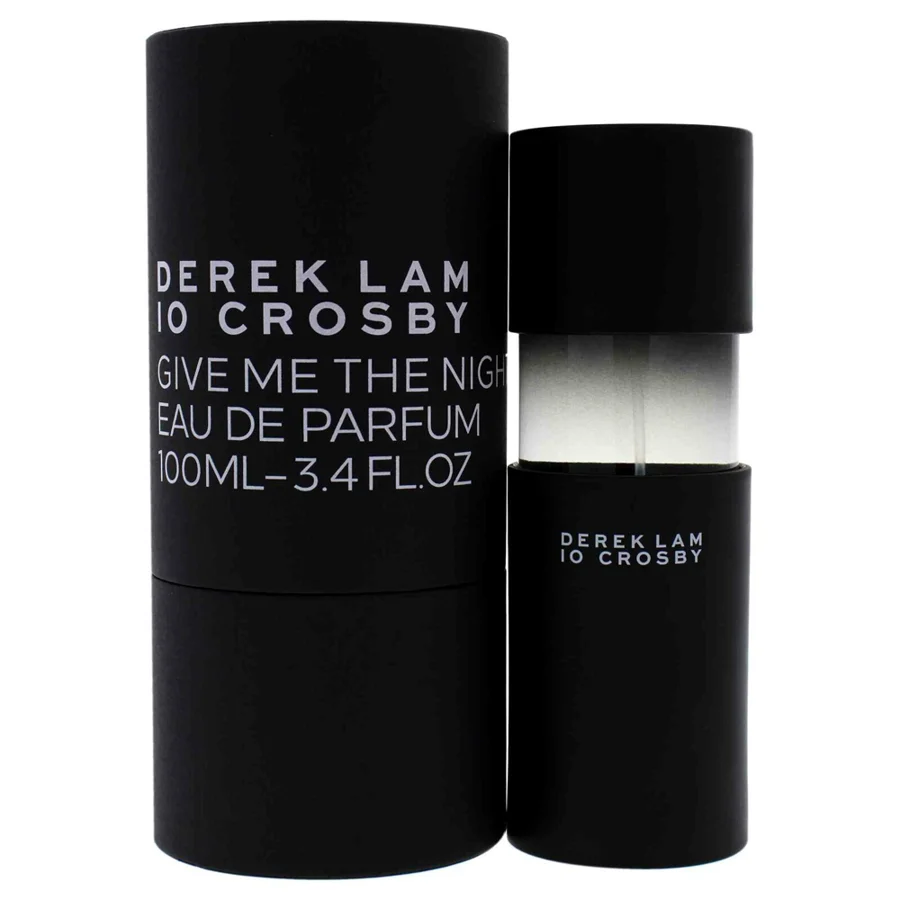 DEREK LAM
10 CROSBY
GIVE ME THE NIGHT
EAU DE PARFUM
100ML–3.4 FL.OZ
DEREK LAM
10 CROSBY